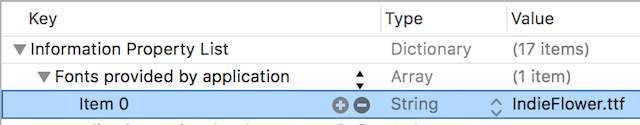 Key Type Value
Information Property List Dictionary (17 items)
Fonts provided by application Array (1 item)
Item 0 String IndieFlower.ttf